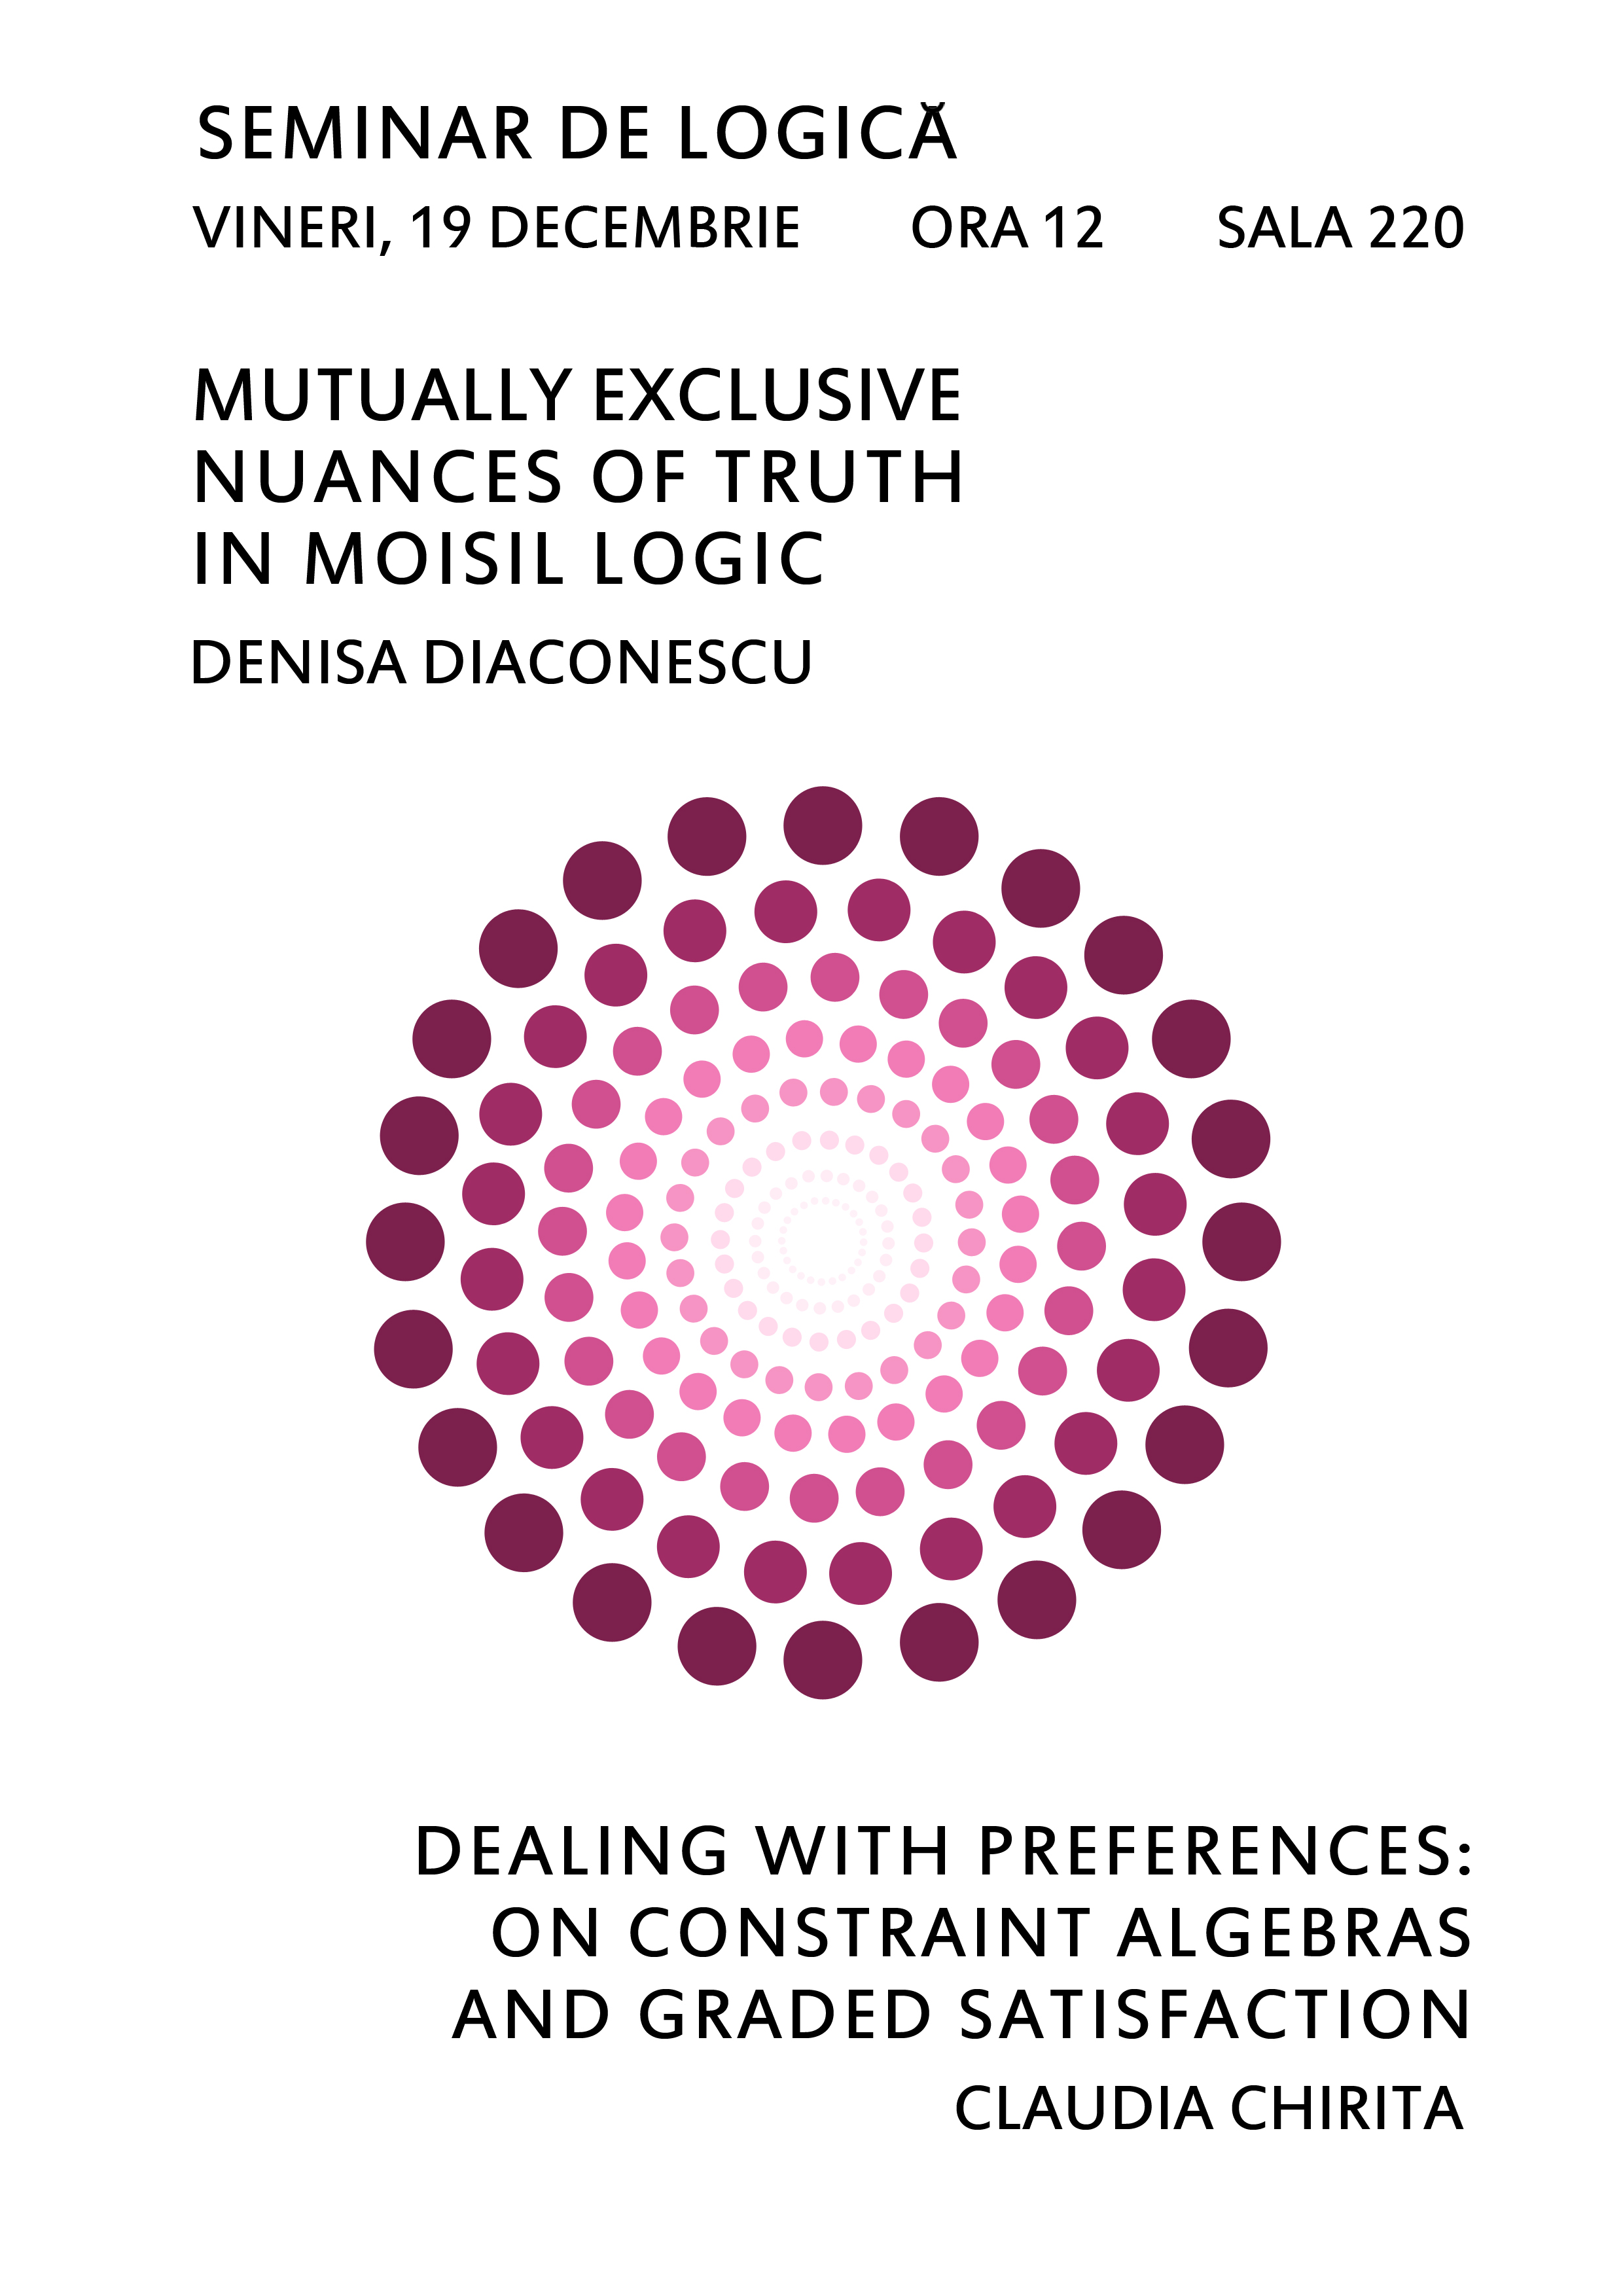 SEMINAR DE LOGICĂ
VINERI, 19 DECEMBRIE ORA 12 SALA 220
MUTUALLY EXCLUSIVE
NUANCES OF TRUTH
IN MOISIL LOGIC
DENISA DIACONESCU
DEALING WITH PREFERENCES:
ON CONSTRAINT ALGEBRAS
AND GRADED SATISFACTION
CLAUDIA CHIRITA